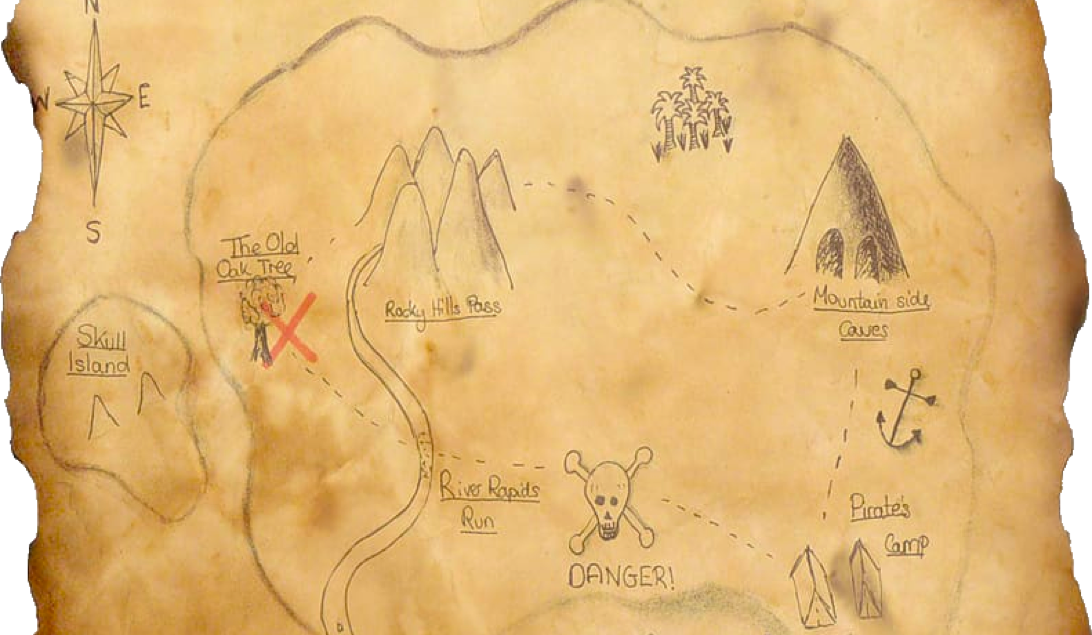 N
W E
S
The Old
Oak Tree
Rocky Hills Pass
Mountain side
Caves
Skull
Island
River Rapids
Run
Pirate's
Camp
DANGER!